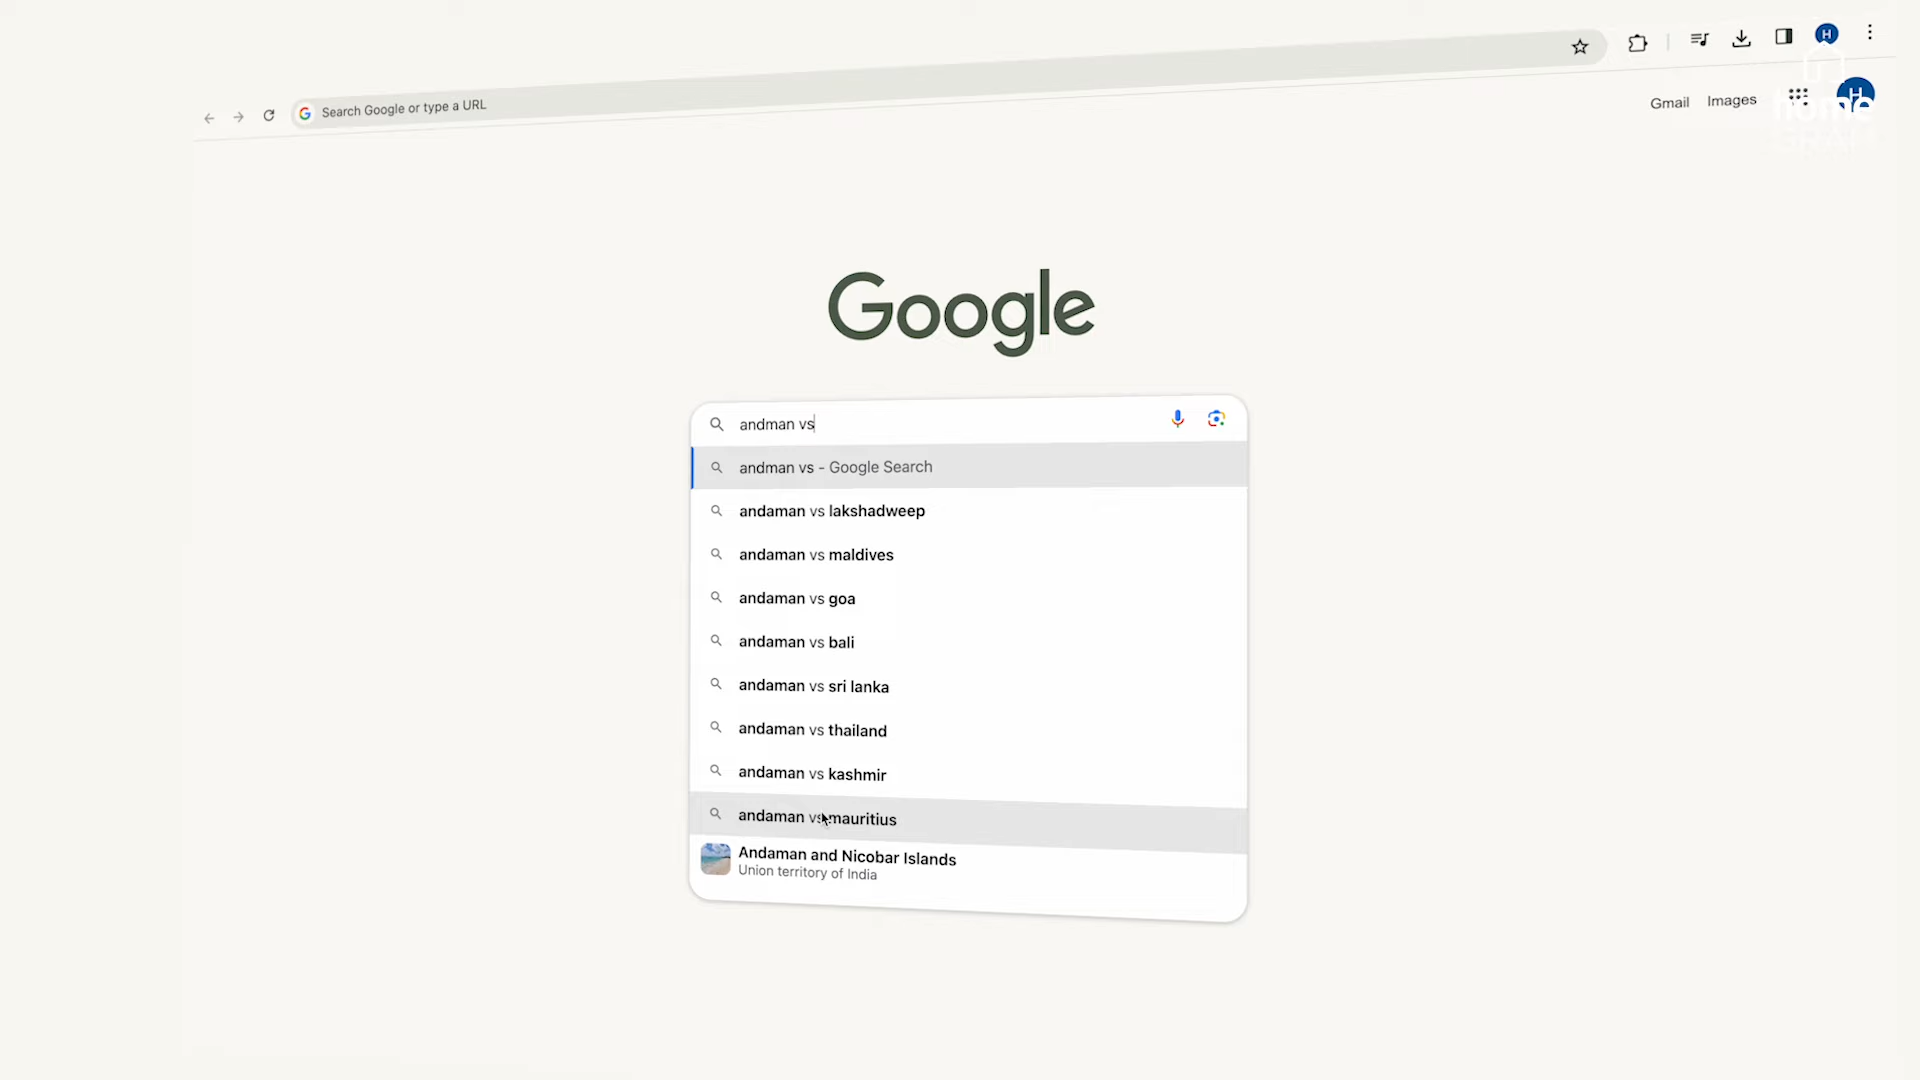 Search Google or type a URL
H
Gmail
Images
H
home
Google
andman vs
andman vs - Google Search
andaman vs lakshadweep
andaman vs maldives
andaman vs goa
andaman vs bali
andaman vs sri lanka
andaman vs thailand
andaman vs kashmir
andaman vs mauritius
Andaman and Nicobar Islands
Union territory of India